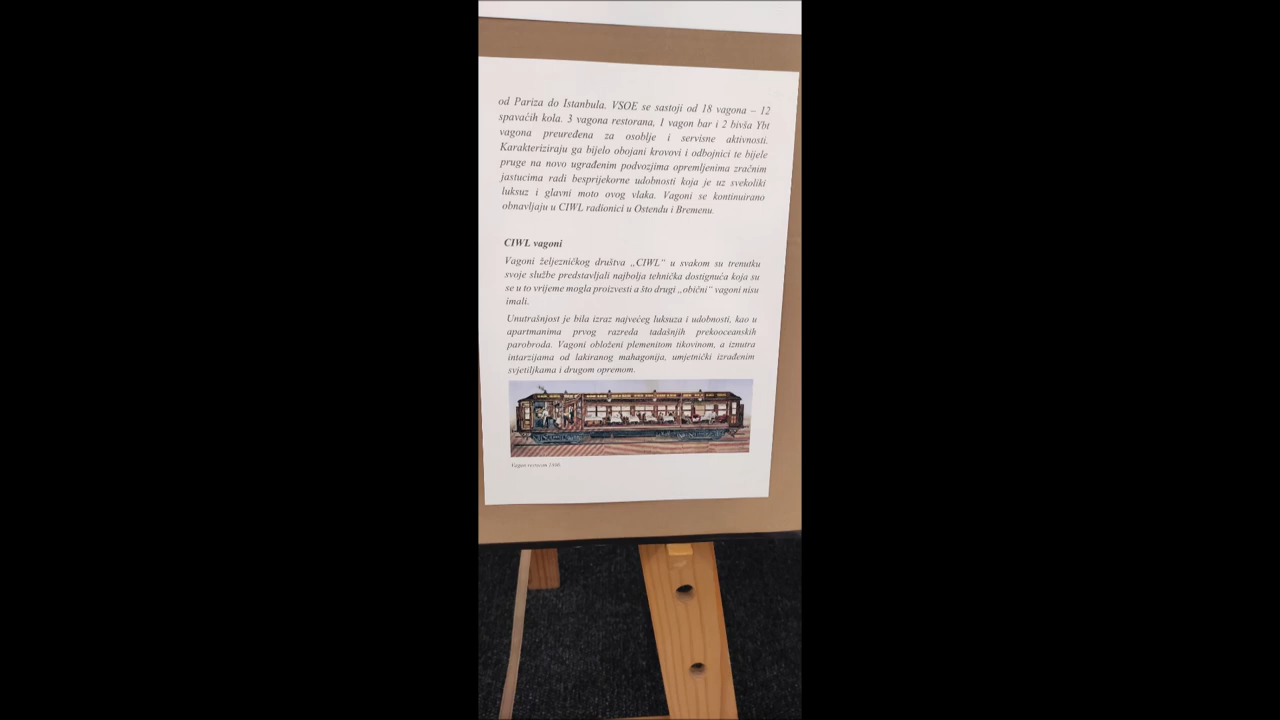 od Pariza do Istanbula. VSOE se sastoji od 18 vagona – 12
spavaćih kola. 3 vagona restorana, 1 vagon bar i 2 bivša Ybt
vagona preuređena za osoblje i servisne aktivnosti.
Karakteriziraju ga bijelo obojani krovovi i odbojnici te bijele
pruge na novo ugrađenim podvozjima opremljenima zračnim
jastucima radi besprijekorne udobnosti koja je uz svekoliki
luksuz i glavni moto ovog vlaka. Vagoni se kontinuirano
obnavljaju u CIWL radionici u Ostendu i Bremenu.
CIWL vagoni
Vagoni željezničkog društva „CIWL“ u svakom su trenutku
svoje službe predstavljali najbolja tehnička dostignuća koja su
se u to vrijeme mogla proizvesti a što drugi „obični“ vagoni nisu
imali.
Unutrašnjost je bila izraz najvećeg luksuza i udobnosti, kao u
apartmanima prvog razreda tadašnjih prekooceanskih
parobroda. Vagoni obloženi plemenitom tikovinom, a iznutra
intarzijama od lakiranog mahagonija, umjetnički izrađenim
svjetiljkama i drugom opremom.
Vagon restoran